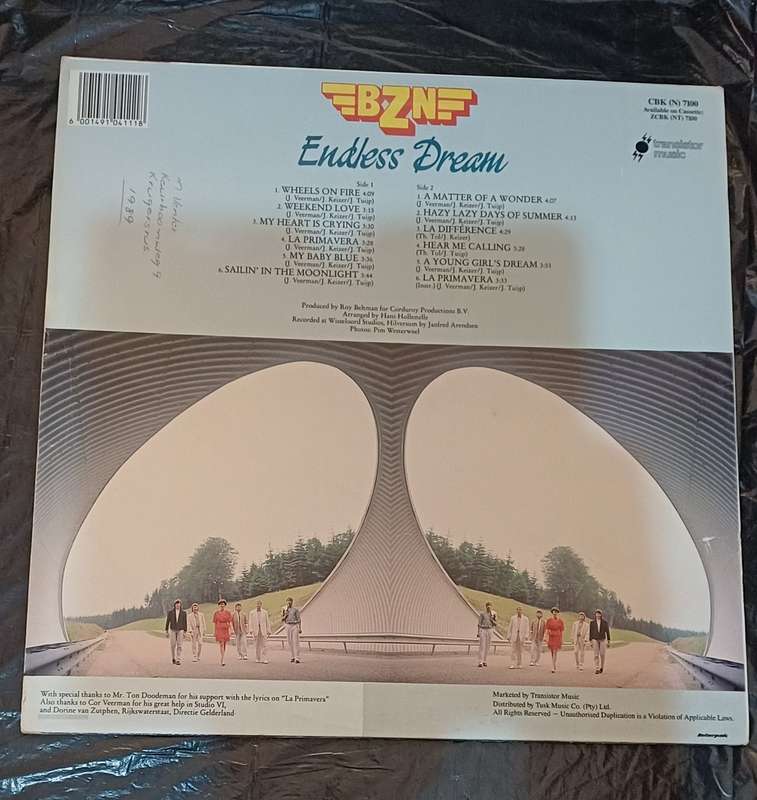 6 001491 041118
BZN
CBK (N) 7100
Available on Cassette:
ZCBK (NT) 7100
transistor
music
Endless Dream
Side 1
1. WHEELS ON FIRE 4:09
(J. Veerman/J. Keizer/J. Tuijp)
2. WEEKEND LOVE 3:15
(J. Veerman/J. Keizer/J. Tuijp)
3. MY HEART IS CRYING 3:30
(J. Veerman/J. Keizer/J. Tuijp)
4. LA PRIMAVERA 3:28
(J. Veerman/J. Keizer/J. Tuijp)
5. MY BABY BLUE 3:36
(J. Veerman/J. Keizer/J. Tuijp)
6. SAILIN' IN THE MOONLIGHT 3:44
(J. Veerman/J. Keizer/J. Tuijp)
Side 2
1. A MATTER OF A WONDER 4:07
(J. Veerman/J. Keizer/J. Tuijp)
2. HAZY LAZY DAYS OF SUMMER 4:13
(J. Veerman/J. Keizer/J. Tuijp)
3. LA DIFFÉRENCE 4:29
(Th. Tol/J. Keizer)
4. HEAR ME CALLING 3:28
(Th. Tol/J. Keizer)
5. A YOUNG GIRL'S DREAM 3:53
(J. Veerman/J. Keizer/J. Tuijp)
6. LA PRIMAVERA 3:33
(Instr.) (J. Veerman/J. Keizer/J. Tuijp)
1989
Produced by Roy Beltman for Corduroy Productions B.V.
Arranged by Hans Hollestelle
Recorded at Wisseloord Studios, Hilversum by Janfred Arendsen
Photos: Pim Westerweel
With special thanks to Mr. Ton Doodeman for his support with the lyrics on "La Primavera"
Also thanks to Cor Veerman for his great help in Studio VI,
and Dorine van Zutphen, Rijkswaterstaat, Directie Gelderland
Marketed by Transistor Music
Distributed by Tusk Music Co. (Pty) Ltd.
All Rights Reserved — Unauthorised Duplication is a Violation of Applicable Laws.
Interpak